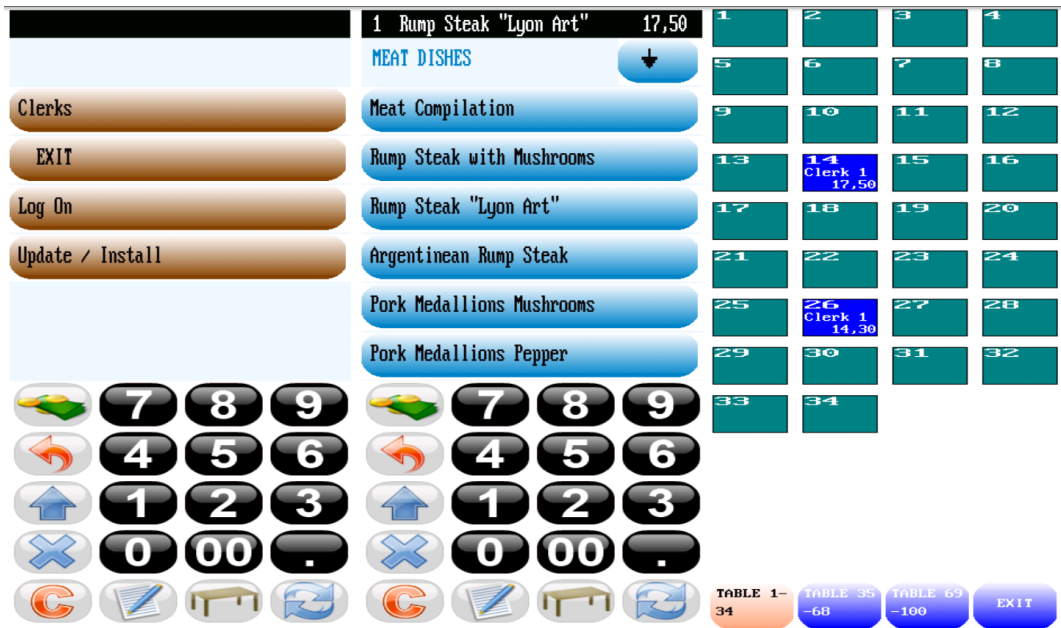 Clerks
EXIT
Log On
Update / Install
7 8 9
4 5 6
1 2 3
0 00 .
C
1 Rump Steak "Lyon Art" 17,50
MEAT DISHES
Meat Compilation
Rump Steak with Mushrooms
Rump Steak "Lyon Art"
Argentinean Rump Steak
Pork Medallions Mushrooms
Pork Medallions Pepper
7 8 9
4 5 6
1 2 3
0 00 .
C
1 2 3 4
5 6 7 8
9 10 11 12
13 14 15 16
Clerk 1
17,50
17 18 19 20
21 22 23 24
25 26 27 28
Clerk 1
14,30
29 30 31 32
33 34
TABLE 1- TABLE 35 TABLE 69 EXIT
34 -68 -100